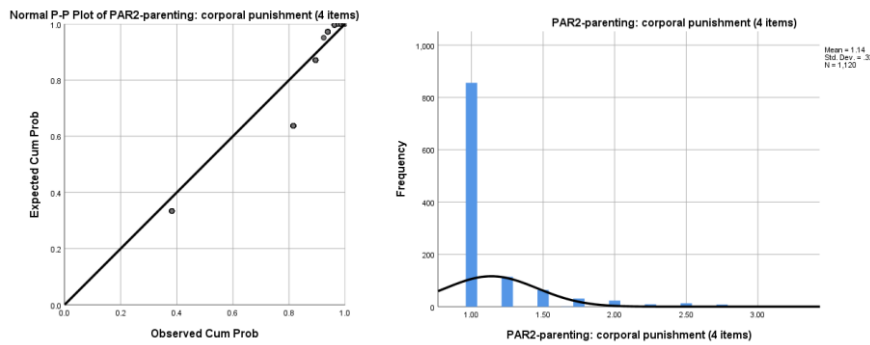 Normal P-P Plot of PAR2-parenting: corporal punishment (4 items)
1.0
0.8
0.6
0.4
0.2
0.0
Expected Cum Prob
0.0 0.2 0.4 0.6 0.8 1.0
Observed Cum Prob
PAR2-parenting: corporal punishment (4 items)
1,000
800
600
400
200
0
Frequency
1.00 1.50 2.00 2.50 3.00
PAR2-parenting: corporal punishment (4 items)
Mean = 1.14
Std. Dev. = .3
N = 1,120